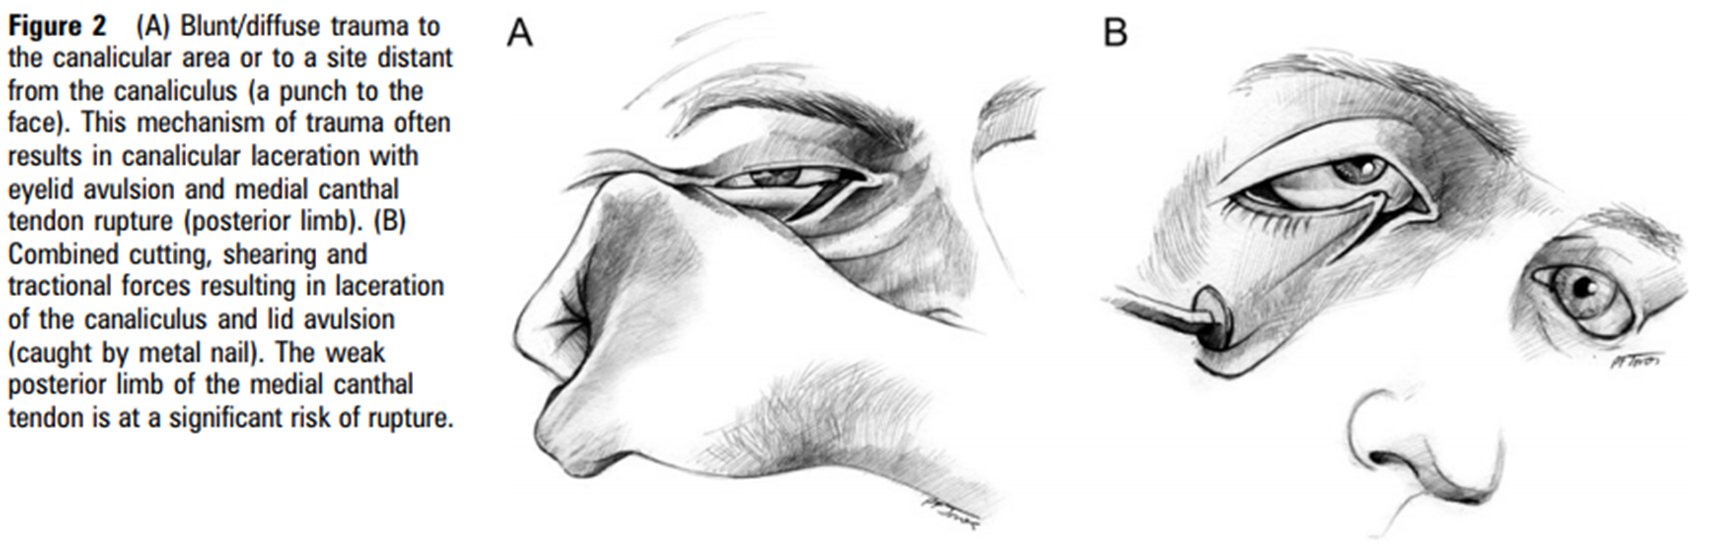 Figure 2 (A) Blunt/diffuse trauma to
the canalicular area or to a site distant
from the canaliculus (a punch to the
face). This mechanism of trauma often
results in canalicular laceration with
eyelid avulsion and medial canthal
tendon rupture (posterior limb). (B)
Combined cutting, shearing and
tractional forces resulting in laceration
of the canaliculus and lid avulsion
(caught by metal nail). The weak
posterior limb of the medial canthal
tendon is at a significant risk of rupture.
A
B